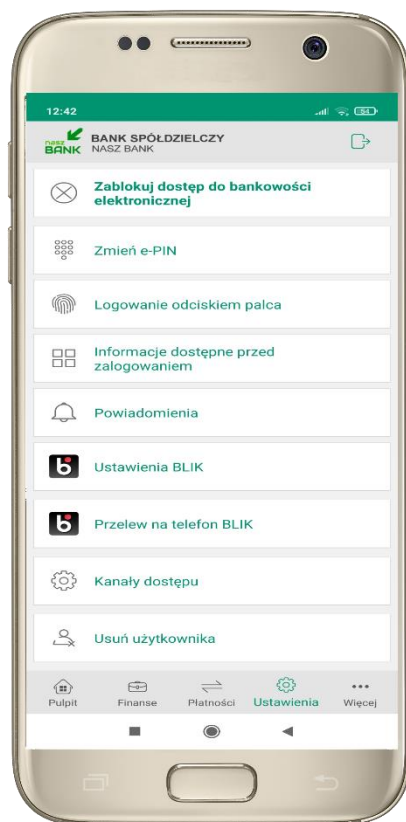 12:42
54
nasz
BANK
BANK SPÓŁDZIELCZY
NASZ BANK
Zablokuj dostęp do bankowości
elektronicznej
Zmień e-PIN
Logowanie odciskiem palca
Informacje dostępne przed
zalogowaniem
Powiadomienia
Ustawienia BLIK
Przelew na telefon BLIK
Kanały dostępu
Usuń użytkownika
Pulpit Finanse Płatności Ustawienia Więcej